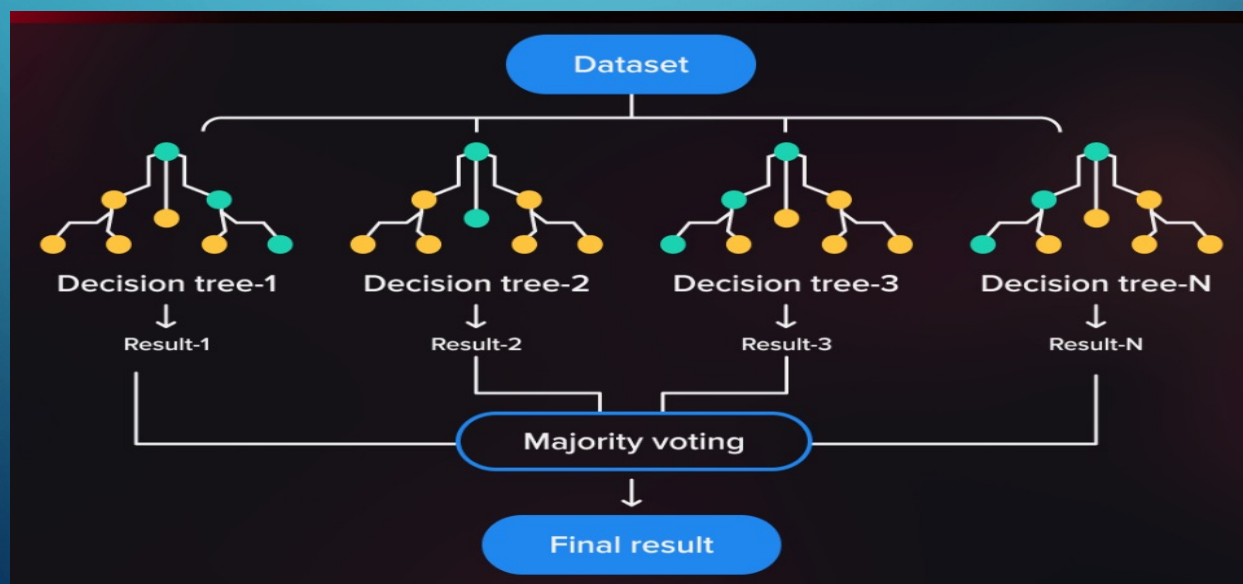 Dataset
Decision tree-1
Decision tree-2
Decision tree-3
Decision tree-N
Result-1
Result-2
Result-3
Result-N
Majority voting
Final result